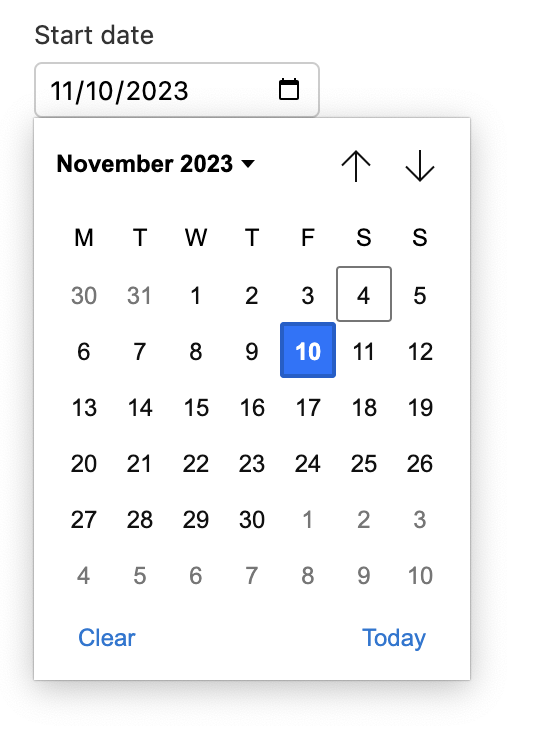 Start date
11/10/2023
November 2023
M T W T F S S
30 31 1 2 3 4 5
6 7 8 9 10 11 12
13 14 15 16 17 18 19
20 21 22 23 24 25 26
27 28 29 30 1 2 3
4 5 6 7 8 9 10
Clear Today